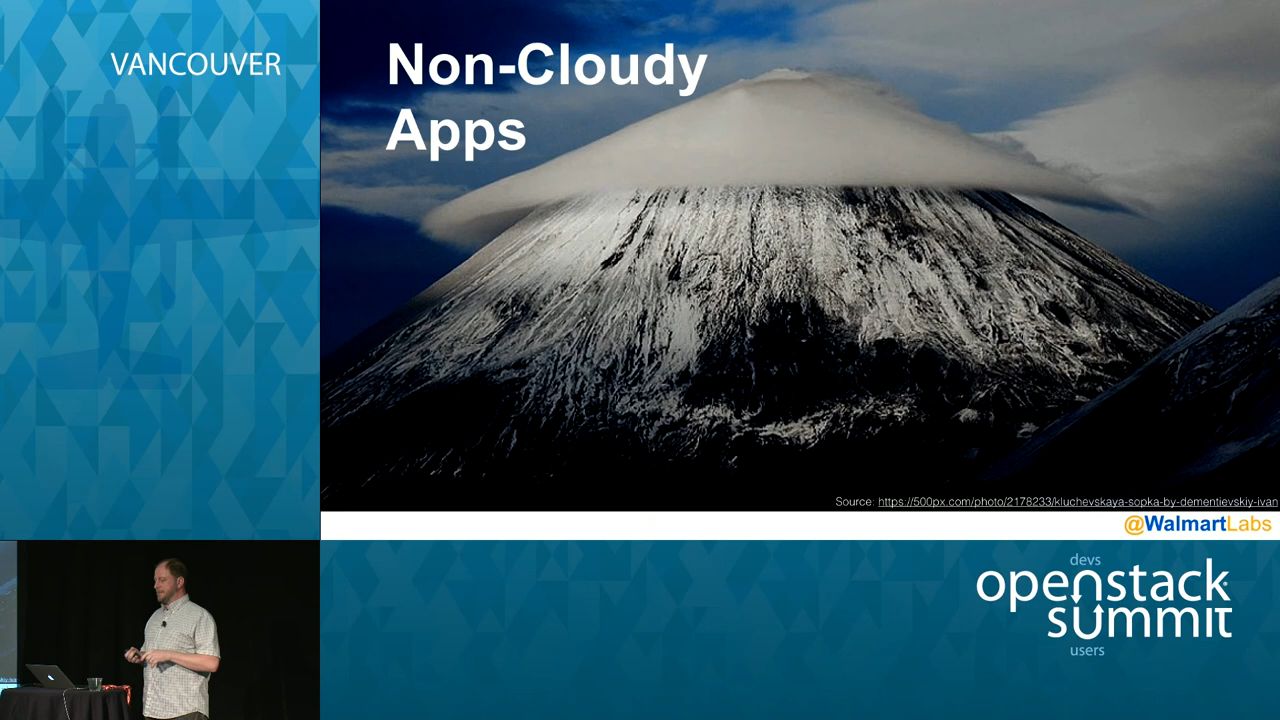 VANCOUVER
Non-Cloudy
Apps
Source: https://500px.com/photo/2178233/kluchevskaya-sopka-by-dementievskiy-ivan
@WalmartLabs
devs
openstack
summit
users